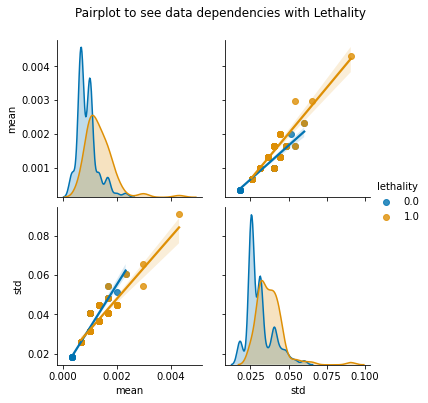 Pairplot to see data dependencies with Lethality
0.004
0.003
0.002
0.001
mean
lethality
0.0
1.0
0.08
0.06
0.04
0.02
std
0.000
0.002
0.004
mean
0.025
0.050
0.075
0.100
std